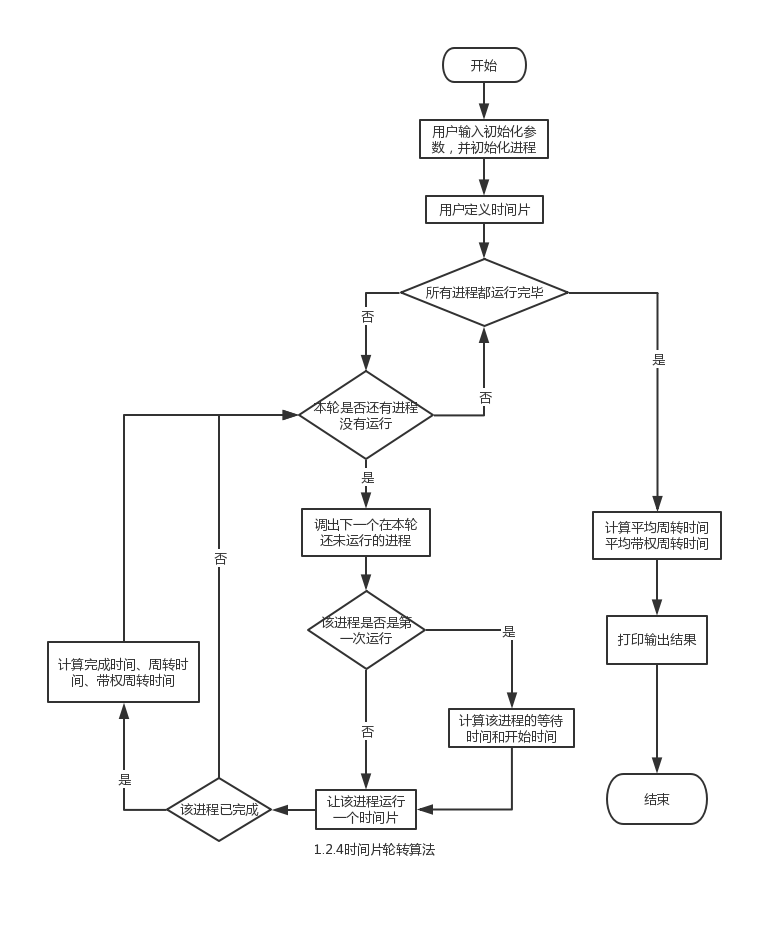 开始
用户输入初始化参
数，并初始化进程
用户定义时间片
所有进程都运行完毕
否
是
否
本轮是否还有进程
没有运行
是
调出下一个在本轮
还未运行的进程
计算平均周转时间
平均带权周转时间
否
该进程是否是第
一次运行
是
打印输出结果
计算完成时间、周转时
间、带权周转时间
计算该进程的等待
时间和开始时间
否
是
该进程已完成
让该进程运行
一个时间片
结束
1.2.4时间片轮转算法